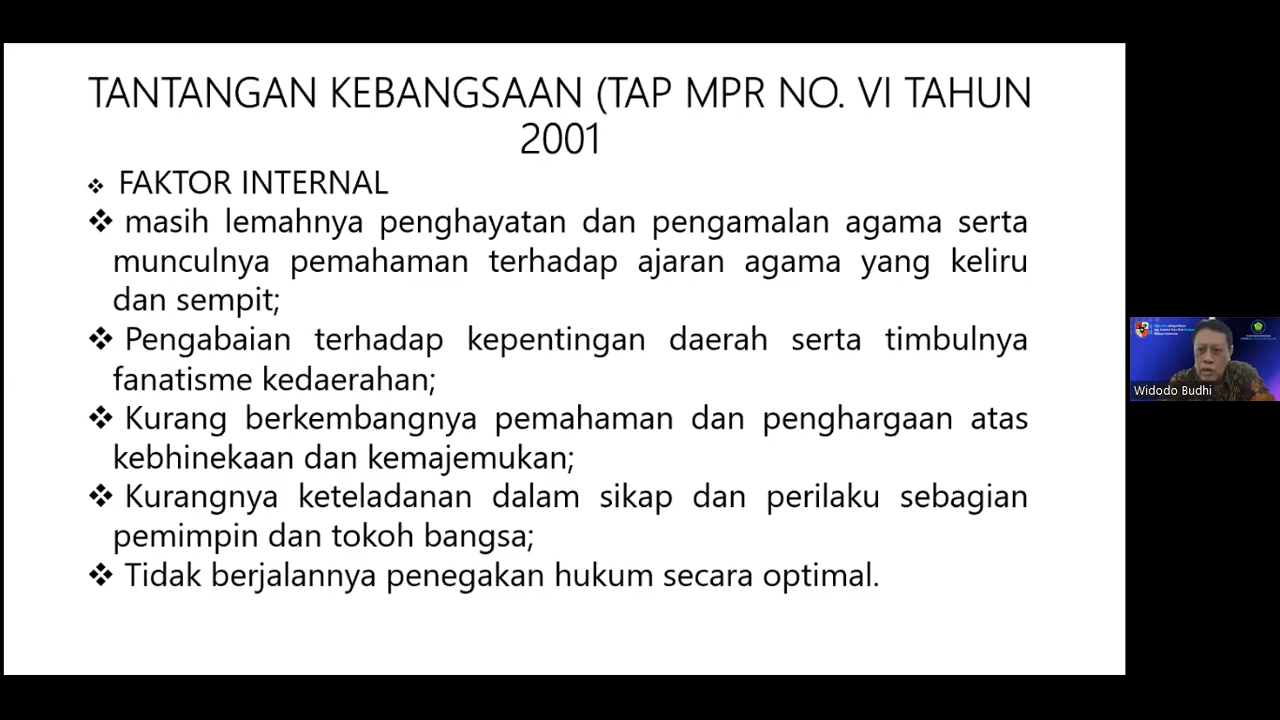 TANTANGAN KEBANGSAAN (TAP MPR NO. VI TAHUN
2001
FAKTOR INTERNAL
masih lemahnya penghayatan dan pengamalan agama serta
munculnya pemahaman terhadap ajaran agama yang keliru
dan sempit;
Pengabaian terhadap kepentingan daerah serta timbulnya
fanatisme kedaerahan;
Kurang berkembangnya pemahaman dan penghargaan atas
kebhinekaan dan kemajemukan;
Kurangnya keteladanan dalam sikap dan perilaku sebagian
pemimpin dan tokoh bangsa;
Tidak berjalannya penegakan hukum secara optimal.
Widodo Budhi